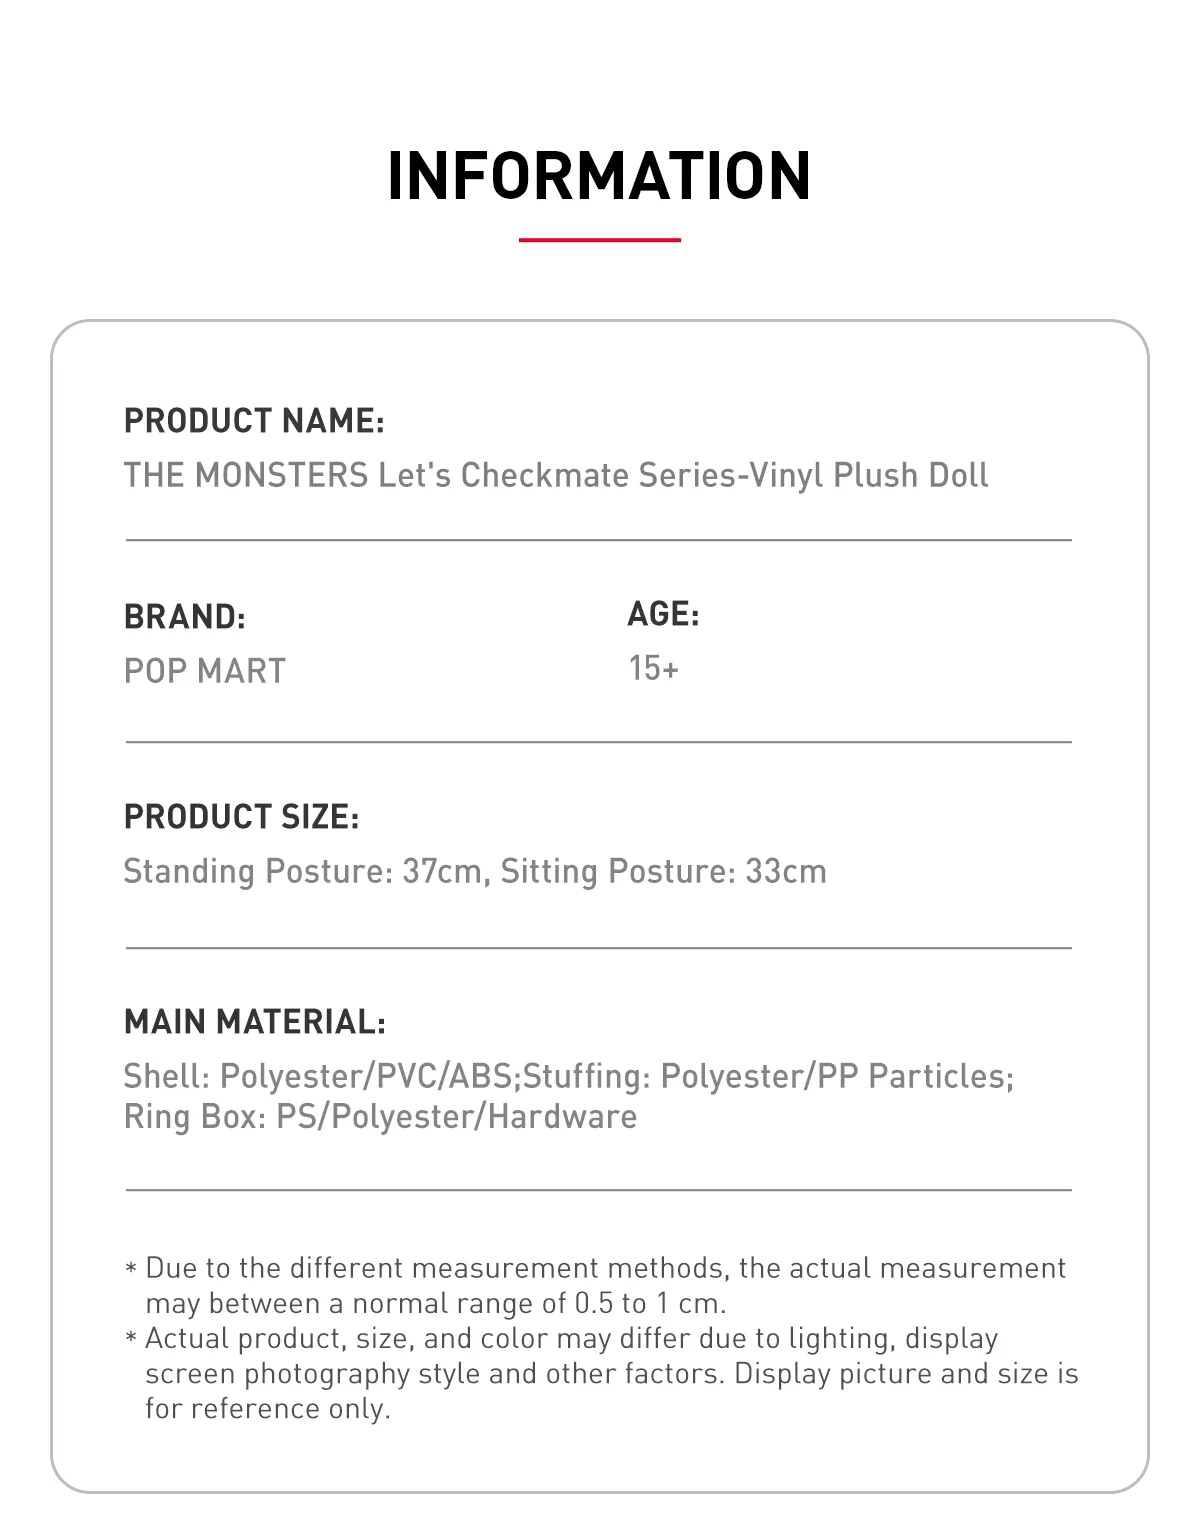 INFORMATION
PRODUCT NAME:
THE MONSTERS Let's Checkmate Series-Vinyl Plush Doll
BRAND:
POP MART
AGE:
15+
PRODUCT SIZE:
Standing Posture: 37cm, Sitting Posture: 33cm
MAIN MATERIAL:
Shell: Polyester/PVC/ABS;Stuffing: Polyester/PP Particles;
Ring Box: PS/Polyester/Hardware
* Due to the different measurement methods, the actual measurement
may between a normal range of 0.5 to 1 cm.
* Actual product, size, and color may differ due to lighting, display
screen photography style and other factors. Display picture and size is
for reference only.